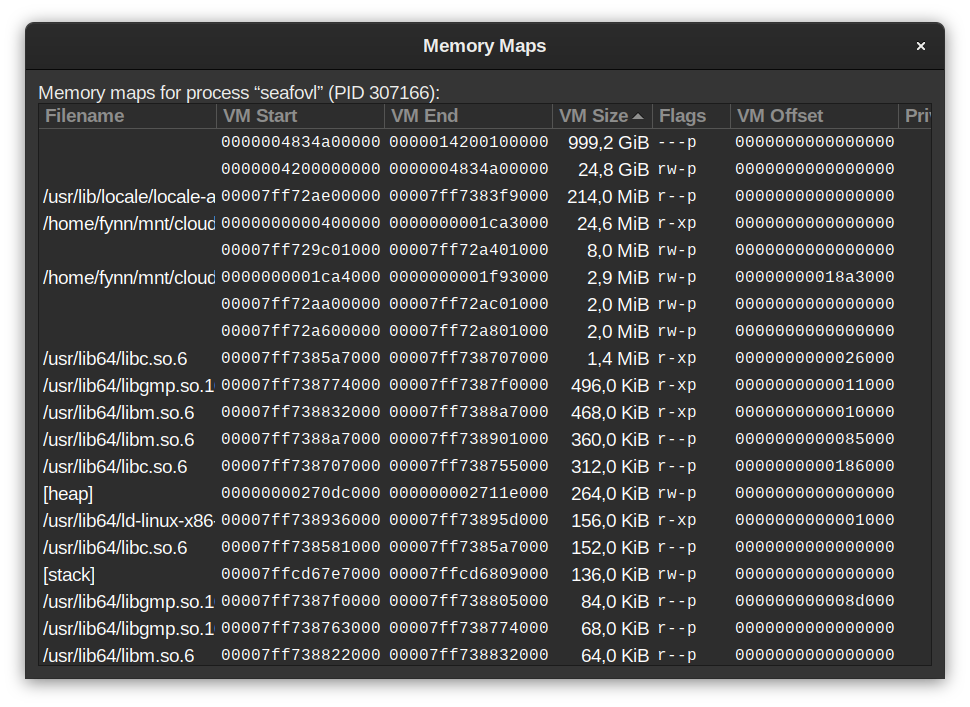 Memory Maps
×
Memory maps for process “seafovl” (PID 307166):
Filename VM Start VM End VM Size Flags VM Offset Priv
0000004834a00000 0000014200100000 999,2 GiB ---p 0000000000000000
0000004200000000 0000004834a00000 24,8 GiB rw-p 0000000000000000
/usr/lib/locale/locale-a 00007ff72ae00000 00007ff7383f9000 214,0 MiB r--p 0000000000000000
/home/fynn/mnt/cloud 0000000000400000 0000000001ca3000 24,6 MiB r-xp 0000000000000000
00007ff729c01000 00007ff72a401000 8,0 MiB rw-p 0000000000000000
/home/fynn/mnt/cloud 0000000001ca4000 0000000001f93000 2,9 MiB rw-p 00000000018a3000
00007ff72aa00000 00007ff72ac01000 2,0 MiB rw-p 0000000000000000
00007ff72a600000 00007ff72a801000 2,0 MiB rw-p 0000000000000000
/usr/lib64/libc.so.6 00007ff7385a7000 00007ff738707000 1,4 MiB r-xp 0000000000026000
/usr/lib64/libgmp.so.1 00007ff738774000 00007ff7387f0000 496,0 KiB r-xp 0000000000011000
/usr/lib64/libm.so.6 00007ff738832000 00007ff7388a7000 468,0 KiB r-xp 0000000000010000
/usr/lib64/libm.so.6 00007ff7388a7000 00007ff738901000 360,0 KiB r--p 0000000000085000
/usr/lib64/libc.so.6 00007ff738707000 00007ff738755000 312,0 KiB r--p 0000000000186000
[heap] 00000000270dc000 000000002711e000 264,0 KiB rw-p 0000000000000000
/usr/lib64/ld-linux-x86- 00007ff738936000 00007ff73895d000 156,0 KiB r-xp 0000000000001000
/usr/lib64/libc.so.6 00007ff738581000 00007ff7385a7000 152,0 KiB r--p 0000000000000000
[stack] 00007ffcd67e7000 00007ffcd6809000 136,0 KiB rw-p 0000000000000000
/usr/lib64/libgmp.so.1 00007ff7387f0000 00007ff738805000 84,0 KiB r--p 000000000008d000
/usr/lib64/libgmp.so.1 00007ff738763000 00007ff738774000 68,0 KiB r--p 0000000000000000
/usr/lib64/libm.so.6 00007ff738822000 00007ff738832000 64,0 KiB r--p 0000000000000000